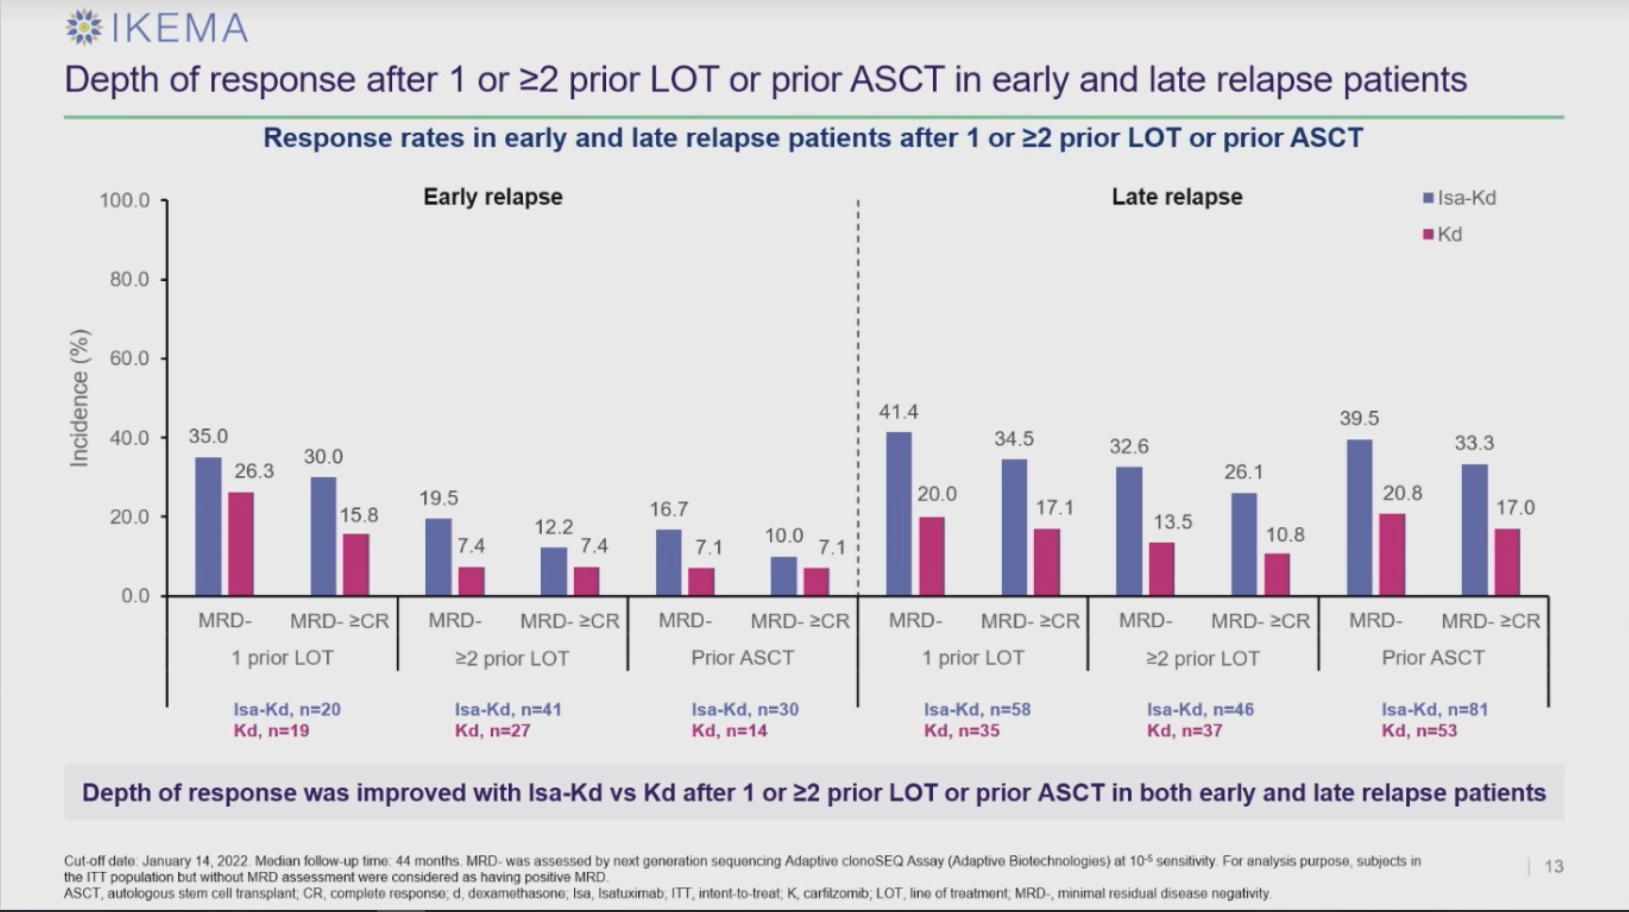 IKEMA
Depth of response after 1 or ≥2 prior LOT or prior ASCT in early and late relapse patients
Response rates in early and late relapse patients after 1 or ≥2 prior LOT or prior ASCT
Early relapse
Late relapse
Isa-Kd
Kd
Incidence (%)
100.0
80.0
60.0
40.0
20.0
0.0
35.0
26.3
30.0
15.8
19.5
7.4
12.2
7.4
16.7
7.1
10.0
7.1
41.4
20.0
34.5
17.1
32.6
13.5
26.1
10.8
39.5
20.8
33.3
17.0
MRD- MRD- ≥CR MRD- MRD- ≥CR MRD- MRD- ≥CR MRD- MRD- ≥CR MRD- MRD- ≥CR MRD- MRD- ≥CR
1 prior LOT ≥2 prior LOT Prior ASCT 1 prior LOT ≥2 prior LOT Prior ASCT
Isa-Kd, n=20 Isa-Kd, n=41 Isa-Kd, n=30 Isa-Kd, n=58 Isa-Kd, n=46 Isa-Kd, n=81
Kd, n=19 Kd, n=27 Kd, n=14 Kd, n=35 Kd, n=37 Kd, n=53
Depth of response was improved with Isa-Kd vs Kd after 1 or ≥2 prior LOT or prior ASCT in both early and late relapse patients
Cut-off date: January 14, 2022. Median follow-up time: 44 months. MRD- was assessed by next generation sequencing Adaptive clonoSEQ Assay (Adaptive Biotechnologies) at 10⁻⁵ sensitivity. For analysis purpose, subjects in
the ITT population but without MRD assessment were considered as having positive MRD.
ASCT, autologous stem cell transplant; CR, complete response; d, dexamethasone; Isa, Isatuximab; ITT, intent-to-treat; K, carfilzomib; LOT, line of treatment; MRD-, minimal residual disease negativity.
13